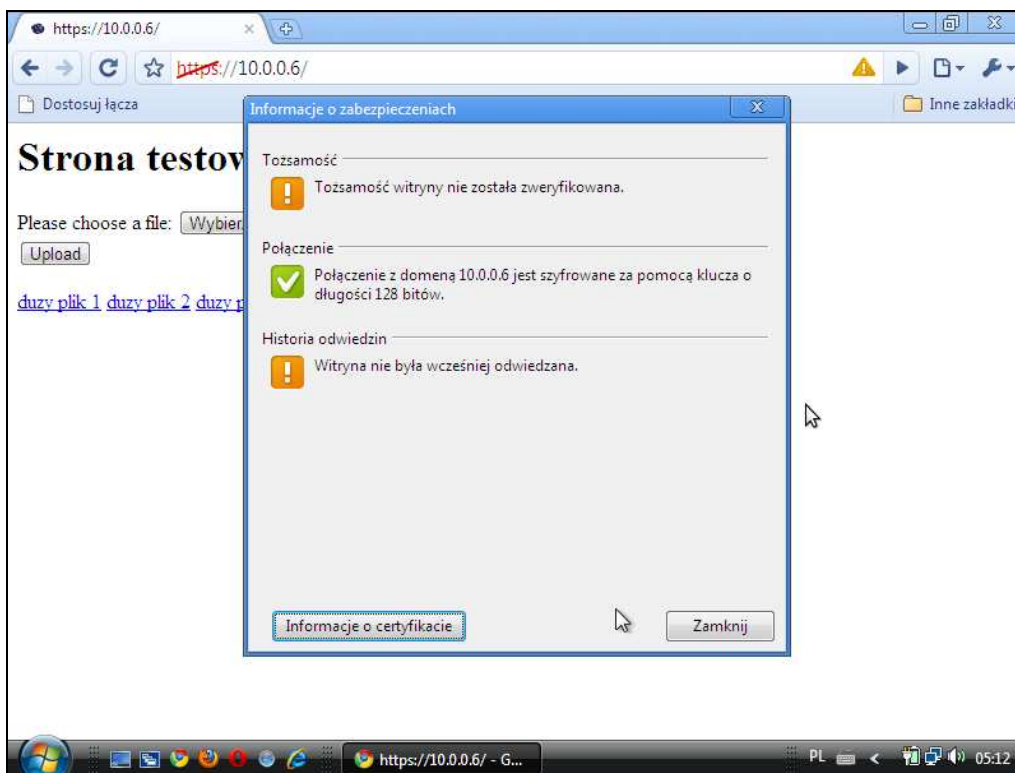 https://10.0.0.6/
https://10.0.0.6/
Dostosuj łącza
Inne zakładki
Informacje o zabezpieczeniach
Strona testow
Please choose a file: Wybier
Upload
duzy plik 1 duzy plik 2 duzy p
Tożsamość
Tożsamość witryny nie została zweryfikowana.
Połączenie
Połączenie z domeną 10.0.0.6 jest szyfrowane za pomocą klucza o
długości 128 bitów.
Historia odwiedzin
Witryna nie była wcześniej odwiedzana.
Informacje o certyfikacie
Zamknij
https://10.0.0.6/ - G...
PL
05:12